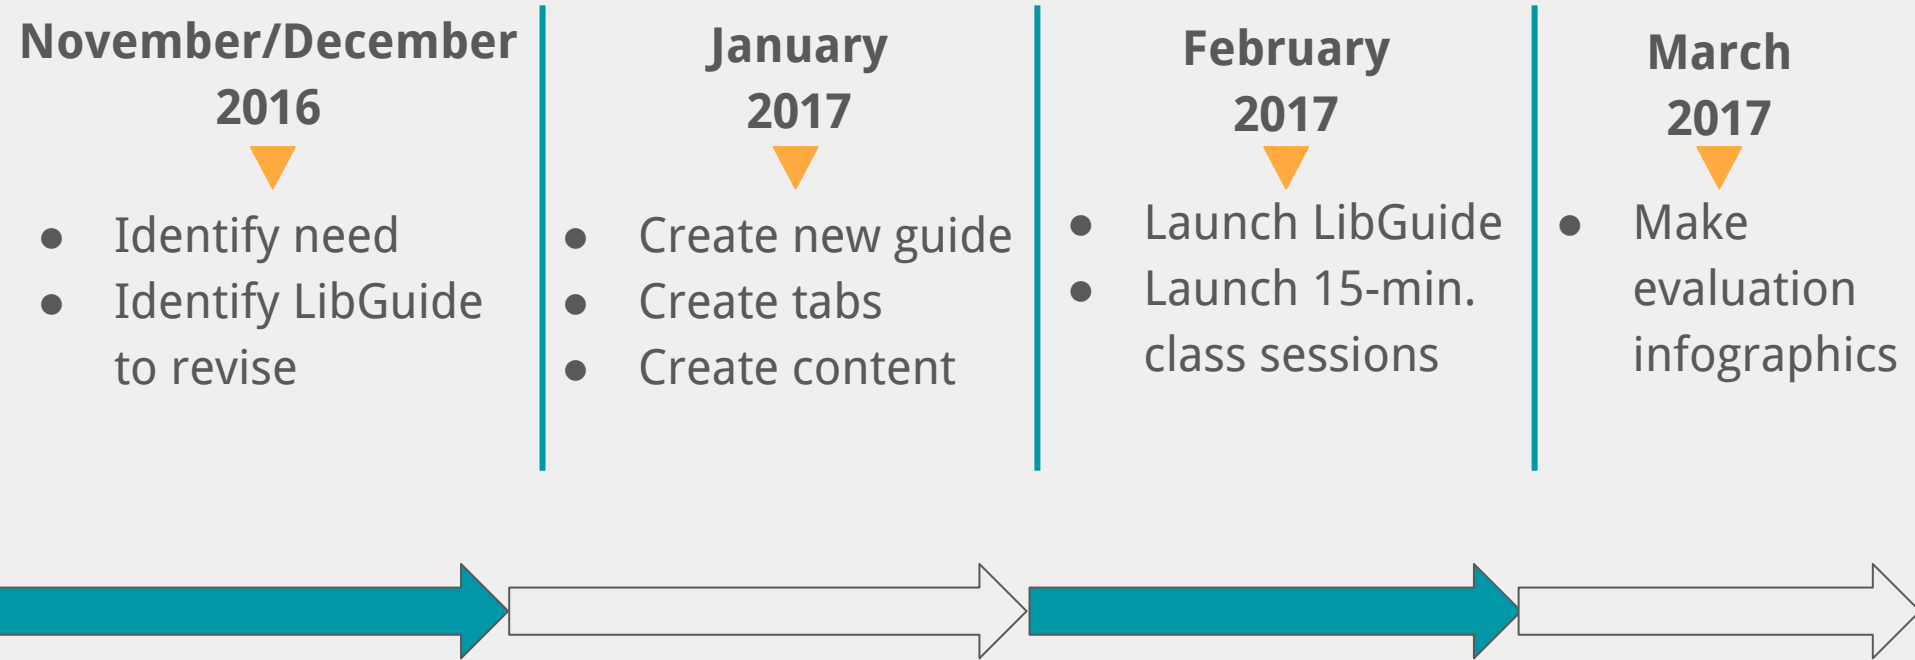 November/December
2016
● Identify need
● Identify LibGuide
to revise
January
2017
● Create new guide
● Create tabs
● Create content
February
2017
● Launch LibGuide
● Launch 15-min.
class sessions
March
2017
● Make
evaluation
infographics